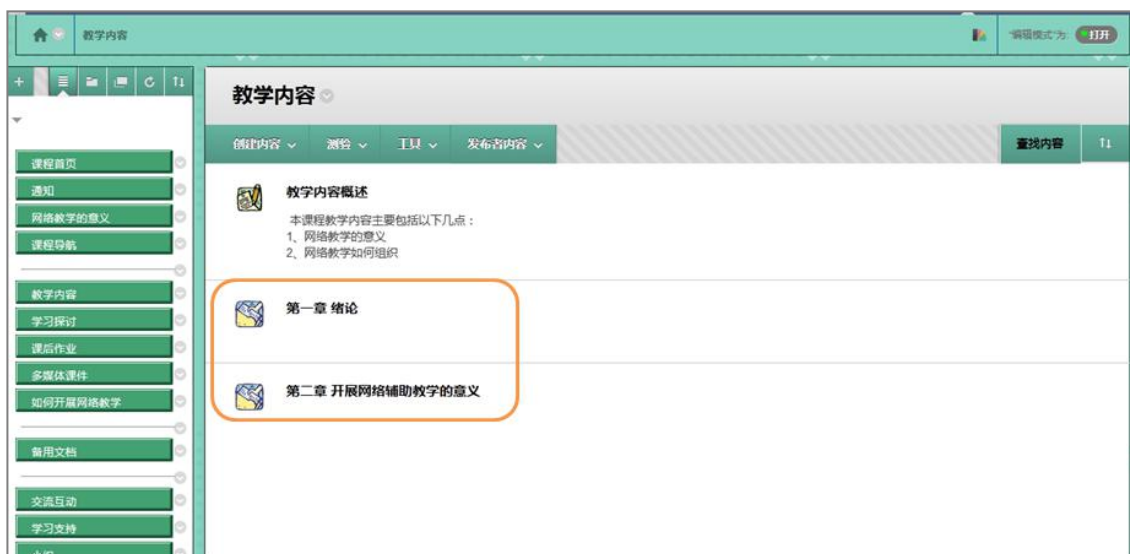 教学内容
"编辑模式"为: 打开
教学内容
创建内容 测验 工具 发布者内容 查找内容
课程首页
通知
网络教学的意义
课程导航
教学内容
学习探讨
课后作业
多媒体课件
如何开展网络教学
备用文档
交流互动
学习支持
教学内容概述
本课程教学内容主要包括以下几点：
1、网络教学的意义
2、网络教学如何组织
第一章 绪论
第二章 开展网络辅助教学的意义